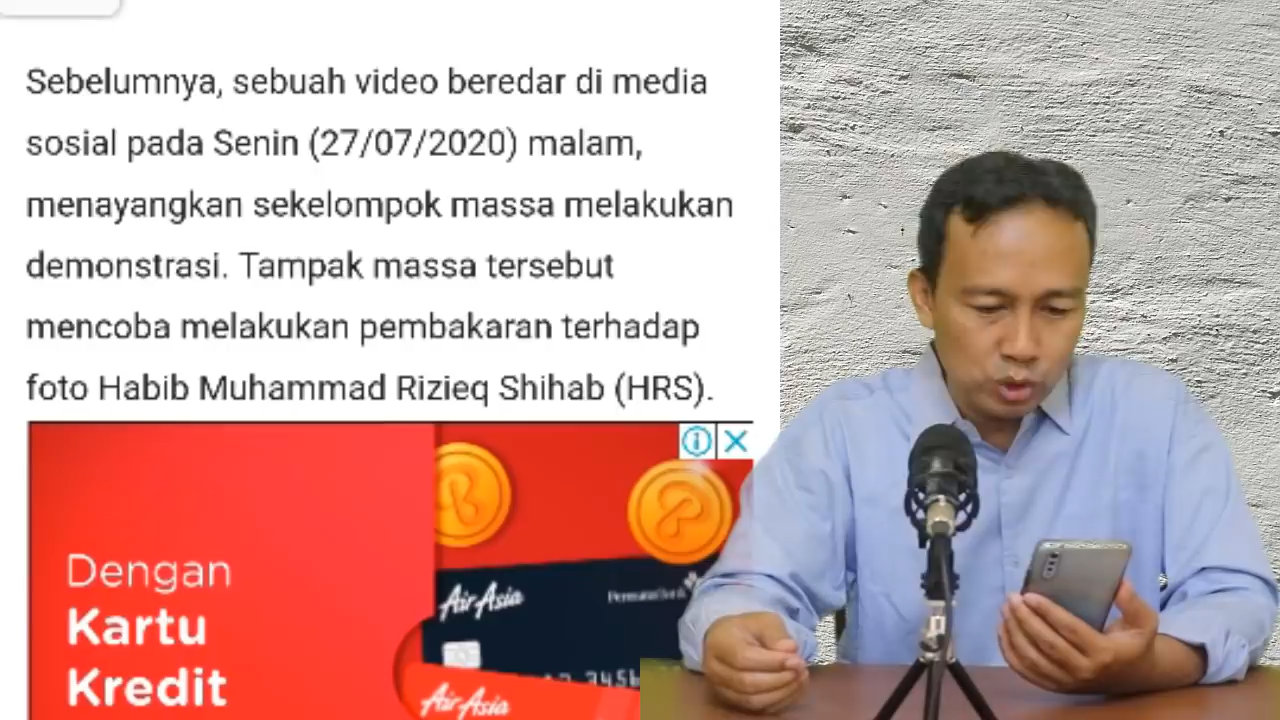 Sebelumnya, sebuah video beredar di media
sosial pada Senin (27/07/2020) malam,
menayangkan sekelompok massa melakukan
demonstrasi. Tampak massa tersebut
mencoba melakukan pembakaran terhadap
foto Habib Muhammad Rizieq Shihab (HRS).
Dengan
Kartu
Kredit
AirAsia
PermataBank
AirAsia